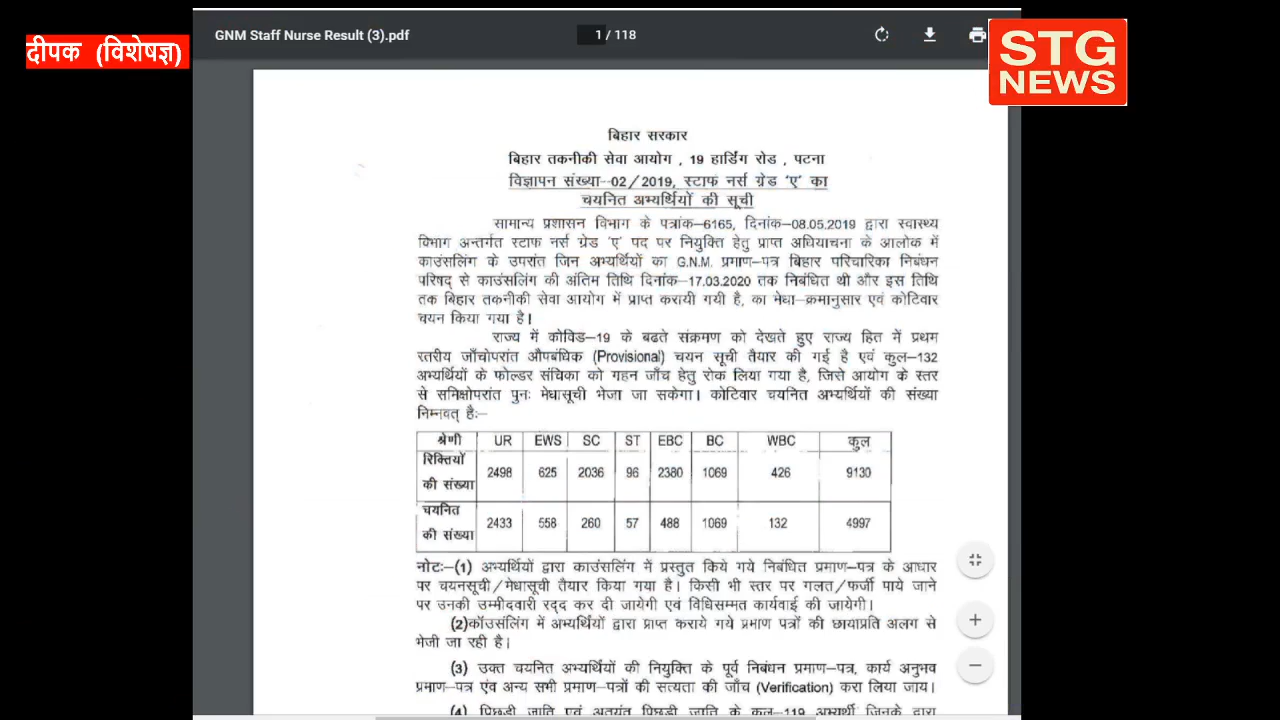 दीपक (विशेषज्ञ)
GNM Staff Nurse Result (3).pdf
1 / 118
STG
NEWS
बिहार सरकार
बिहार तकनीकी सेवा आयोग , 19 हार्डिंग रोड , पटना
विज्ञापन संख्या–02/2019, स्टाफ नर्स ग्रेड 'ए' का
चयनित अभ्यर्थियों की सूची
सामान्य प्रशासन विभाग के पत्रांक–6165, दिनांक–08.05.2019 द्वारा स्वास्थ्य
विभाग अन्तर्गत स्टाफ नर्स ग्रेड 'ए' पद पर नियुक्ति हेतु प्राप्त अधियाचना के आलोक में
काउंसलिंग के उपरांत जिन अभ्यर्थियों का G.N.M. प्रमाण–पत्र बिहार परिचारिका निबंधन
परिषद् से काउंसलिंग की अंतिम तिथि दिनांक–17.03.2020 तक निबंधित थी और इस तिथि
तक बिहार तकनीकी सेवा आयोग में प्राप्त करायी गयी है, का मेधा–क्रमानुसार एवं कोटिवार
चयन किया गया है।
राज्य में कोविड–19 के बढते संक्रमण को देखते हुए राज्य हित में प्रथम
स्तरीय जाँचोपरांत औपबंधिक (Provisional) चयन सूची तैयार की गई है एवं कुल–132
अभ्यर्थियों के फोल्डर संचिका को गहन जाँच हेतु रोक लिया गया है, जिसे आयोग के स्तर
से समिक्षोपरांत पुनः मेधासूची भेजा जा सकेगा। कोटिवार चयनित अभ्यर्थियों की संख्या
निम्नवत् हैः–
श्रेणी UR EWS SC ST EBC BC WBC कुल
रिक्तियों की संख्या 2498 625 2036 96 2380 1069 426 9130
चयनित की संख्या 2433 558 260 57 488 1069 132 4997
नोटः–(1) अभ्यर्थियों द्वारा काउंसलिंग में प्रस्तुत किये गये निबंधित प्रमाण–पत्र के आधार
पर चयनसूची/मेधासूची तैयार किया गया है। किसी भी स्तर पर गलत/फर्जी पाये जाने
पर उनकी उम्मीदवारी रद्द कर दी जायेगी एवं विधिसम्मत कार्यवाई की जायेगी।
(2)कॉउसंलिंग में अभ्यर्थियों द्वारा प्राप्त कराये गये प्रमाण पत्रों की छायाप्रति अलग से
भेजी जा रही है।
(3) उक्त चयनित अभ्यर्थियों की नियुक्ति के पूर्व निबंधन प्रमाण–पत्र, कार्य अनुभव
प्रमाण–पत्र एंव अन्य सभी प्रमाण–पत्रों की सत्यता की जाँच (Verification) करा लिया जाय।
(4) पिछड़ी जाति एवं अत्यंत पिछड़ी जाति के कुल–119 अभ्यर्थी जिनके द्वारा